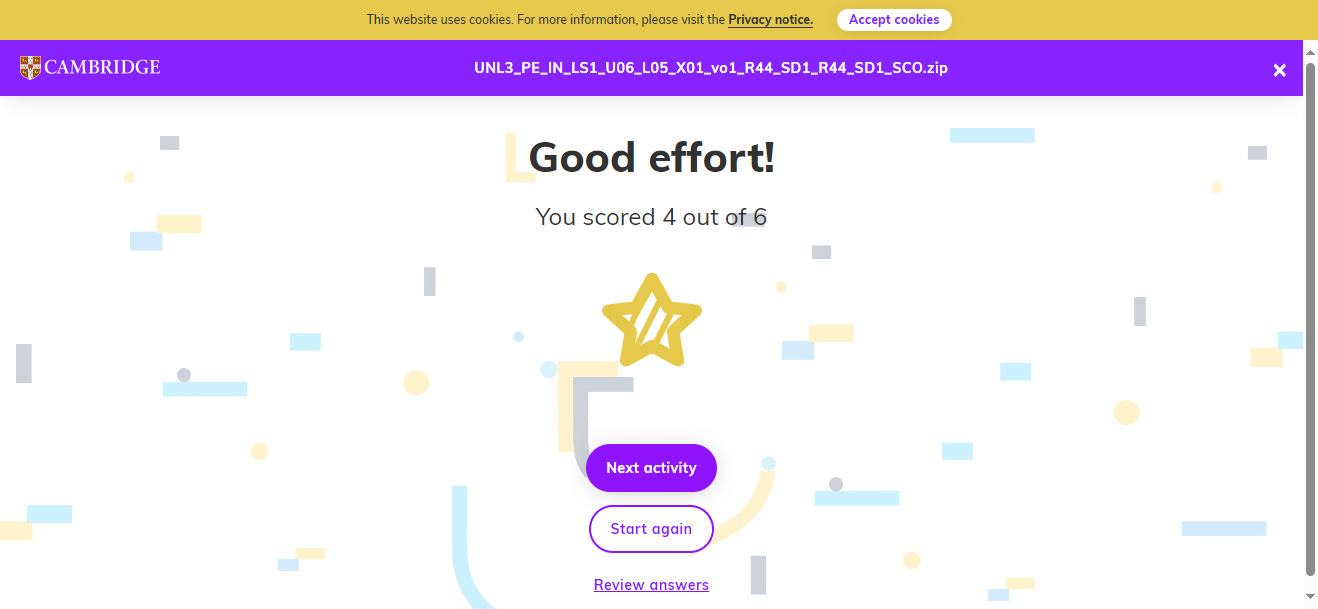 This website uses cookies. For more information, please visit the Privacy notice. Accept cookies
CAMBRIDGE UNL3_PE_IN_LS1_U06_L05_X01_vo1_R44_SD1_R44_SD1_SCO.zip
Good effort!
You scored 4 out of 6
Next activity
Start again
Review answers